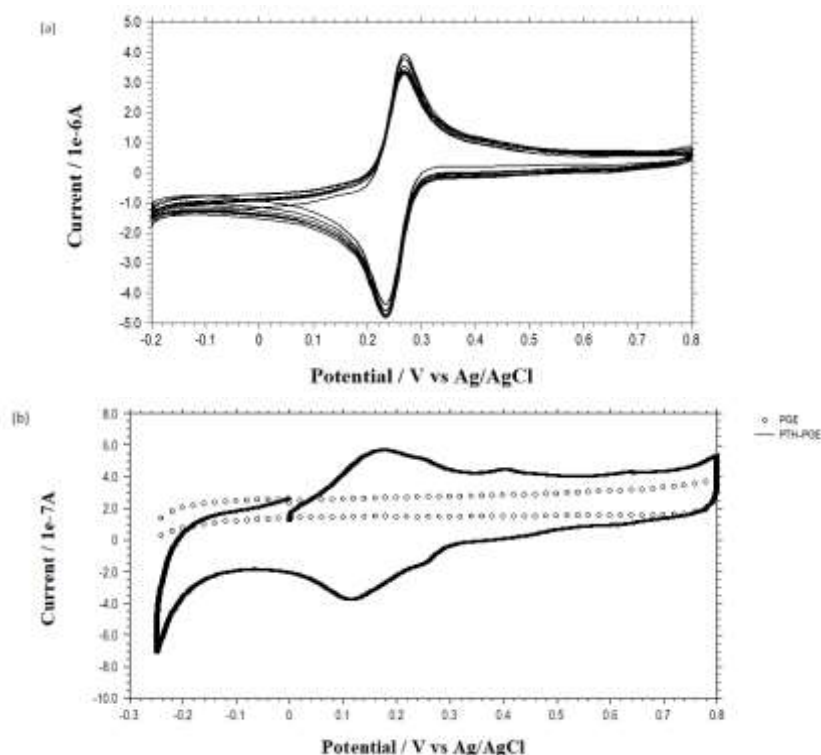 [a]
5.0
4.0
3.0
2.0
1.0
0
-1.0
-2.0
-3.0
-4.0
-5.0
Current / 1e-6A
-0.2 -0.1 0 0.1 0.2 0.3 0.4 0.5 0.6 0.7 0.8
Potential / V vs Ag/AgCl
(b)
8.0
6.0
4.0
2.0
0
-2.0
-4.0
-6.0
-8.0
-10.0
Current / 1e-7A
PGE
PTH-PGE
-0.3 -0.2 -0.1 0 0.1 0.2 0.3 0.4 0.5 0.6 0.7 0.8
Potential / V vs Ag/AgCl